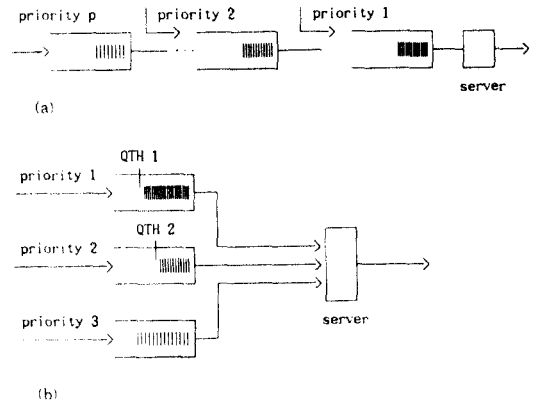 priority p
priority 2
priority 1
server
(a)
QTH 1
priority 1
QTH 2
priority 2
priority 3
server
(b)